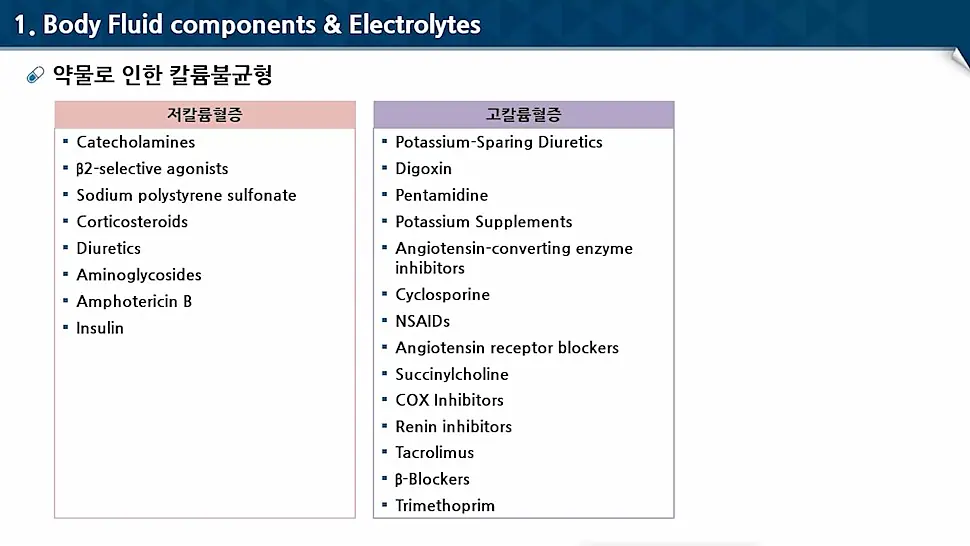 1. Body Fluid components & Electrolytes
약물로 인한 칼륨불균형
저칼륨혈증
Catecholamines
β2-selective agonists
Sodium polystyrene sulfonate
Corticosteroids
Diuretics
Aminoglycosides
Amphotericin B
Insulin
고칼륨혈증
Potassium-Sparing Diuretics
Digoxin
Pentamidine
Potassium Supplements
Angiotensin-converting enzyme
inhibitors
Cyclosporine
NSAIDs
Angiotensin receptor blockers
Succinylcholine
COX Inhibitors
Renin inhibitors
Tacrolimus
β-Blockers
Trimethoprim